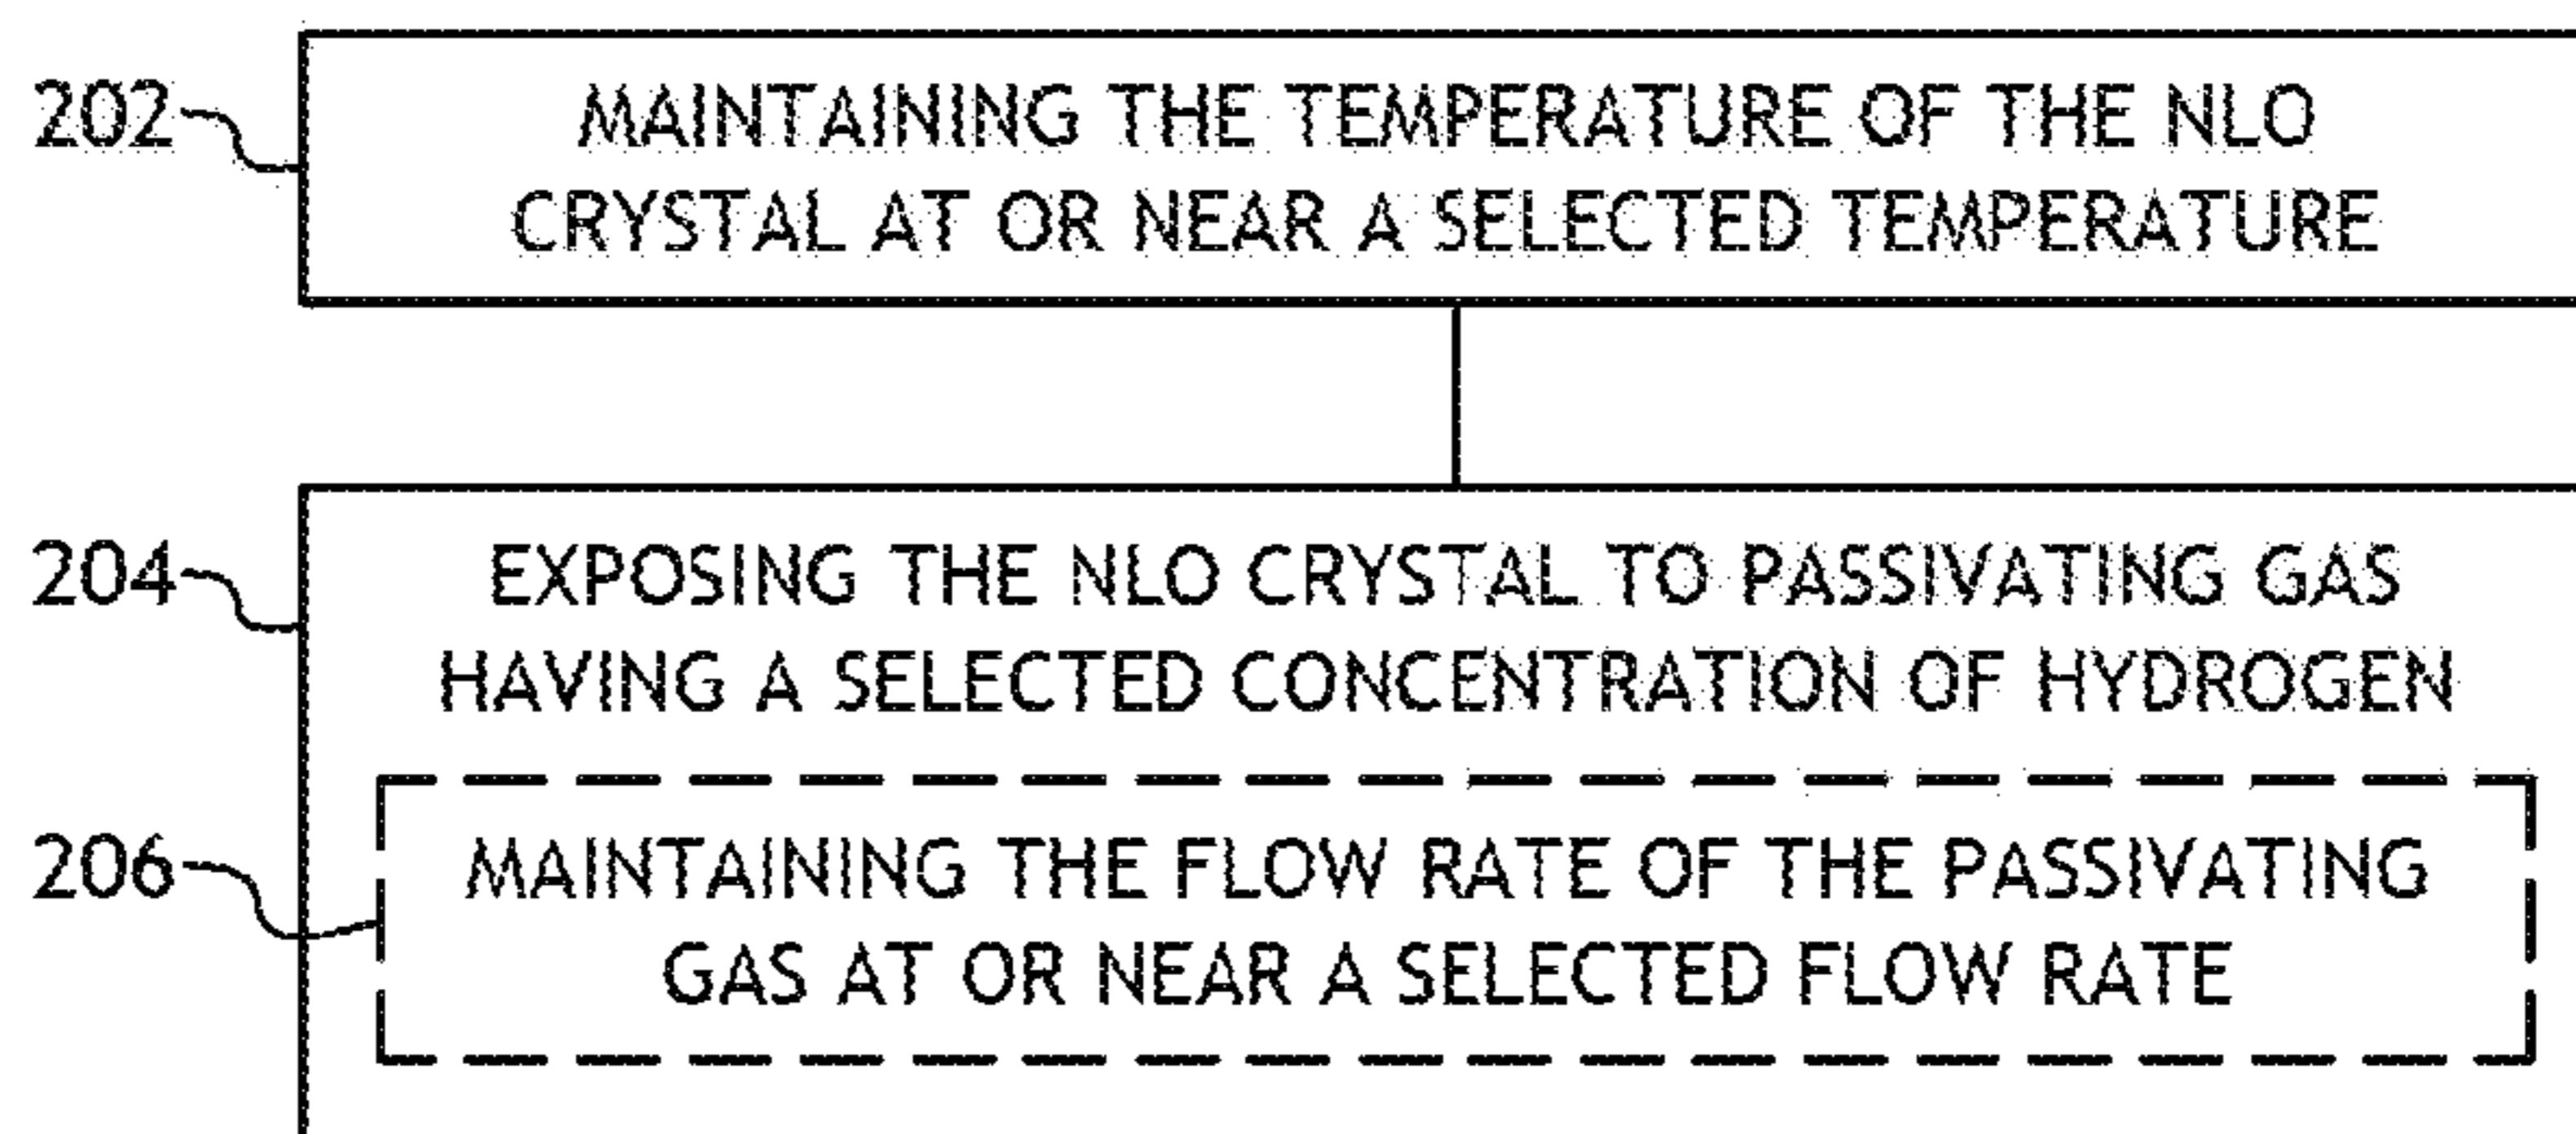 202
MAINTAINING THE TEMPERATURE OF THE NLO
CRYSTAL AT OR NEAR A SELECTED TEMPERATURE
204
EXPOSING THE NLO CRYSTAL TO PASSIVATING GAS
HAVING A SELECTED CONCENTRATION OF HYDROGEN
206
MAINTAINING THE FLOW RATE OF THE PASSIVATING
GAS AT OR NEAR A SELECTED FLOW RATE